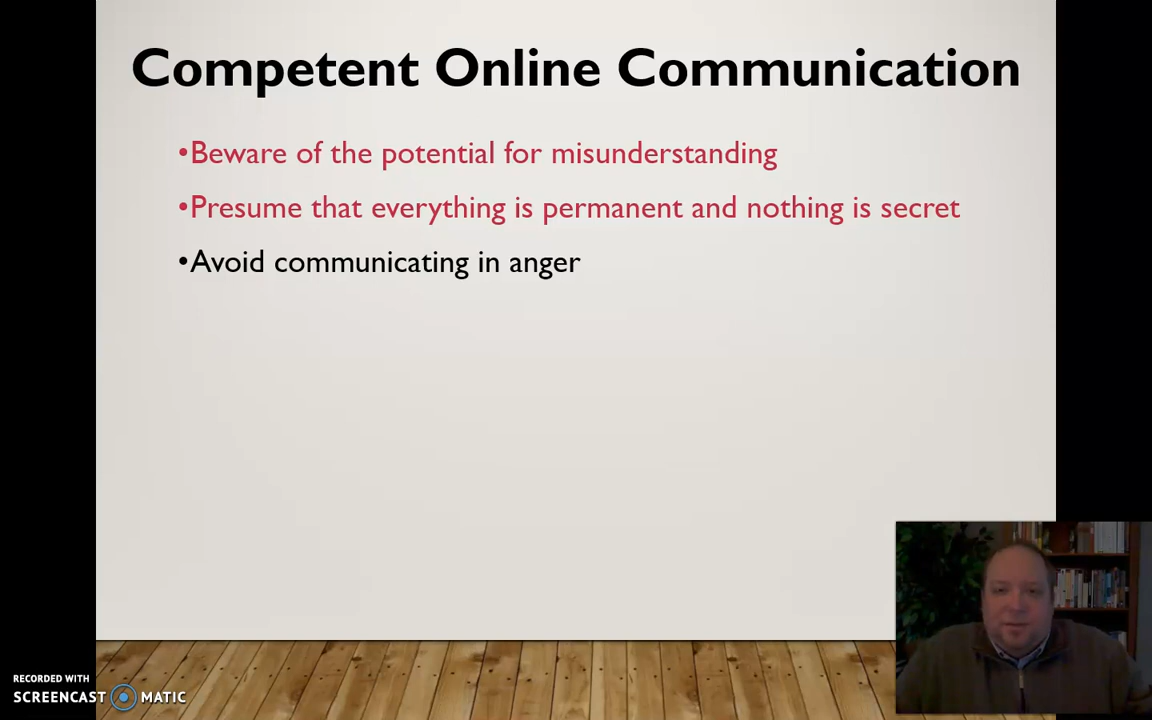 Competent Online Communication
•Beware of the potential for misunderstanding
•Presume that everything is permanent and nothing is secret
•Avoid communicating in anger
RECORDED WITH
SCREENCAST MATIC